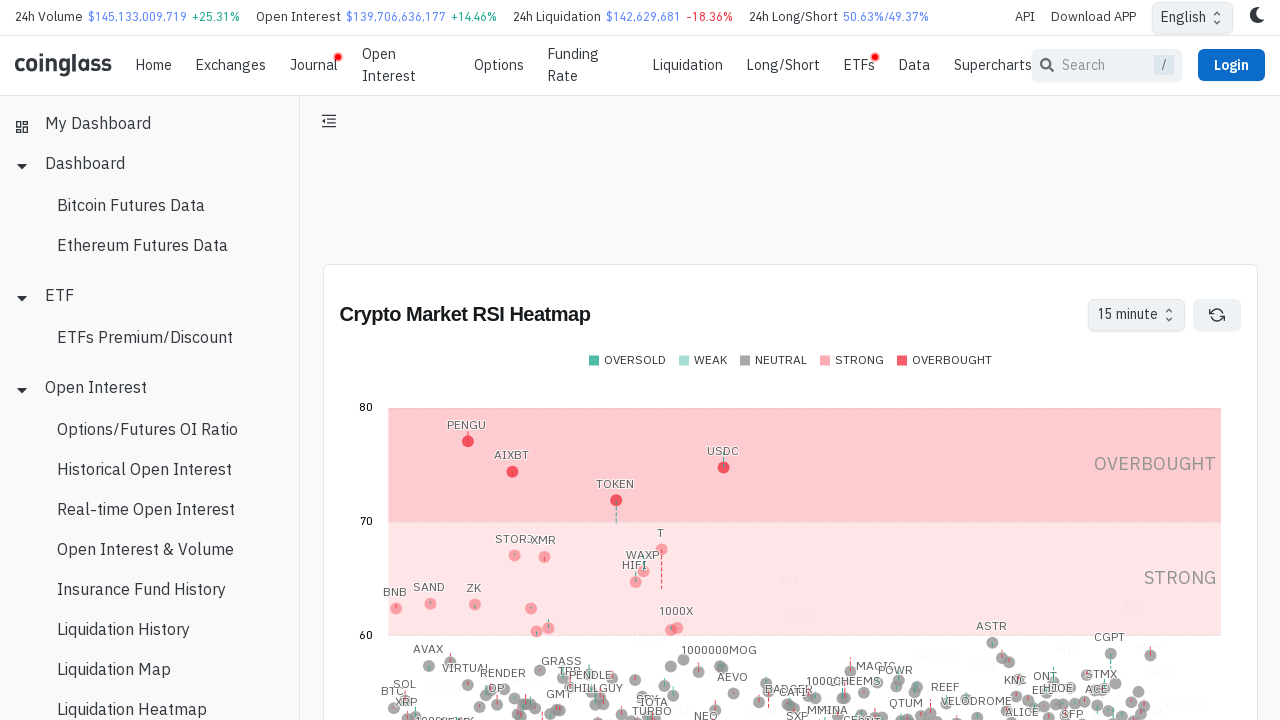 24h Volume $145,133,009,719 +25.31% Open Interest $139,706,636,177 +14.46% 24h Liquidation $142,629,681 -18.36% 24h Long/Short 50.63%/49.37% API Download APP English
coinglass Home Exchanges Journal Open Interest Options Funding Rate Liquidation Long/Short ETFs Data Supercharts Search / Login
My Dashboard
Dashboard
Bitcoin Futures Data
Ethereum Futures Data
ETF
ETFs Premium/Discount
Open Interest
Options/Futures OI Ratio
Historical Open Interest
Real-time Open Interest
Open Interest & Volume
Insurance Fund History
Liquidation History
Liquidation Map
Liquidation Heatmap
Crypto Market RSI Heatmap 15 minute
OVERSOLD WEAK NEUTRAL STRONG OVERBOUGHT
80
PENGU
AIXBT USDC
OVERBOUGHT
TOKEN
70
T
STORJ XMR
WAXP
HIFI
STRONG
BNB SAND ZK
1000X
ASTR
60
CGPT
AVAX 1000000MOG
GRASS
VIRTUAL RENDER TRB PENDLE MAGIC POWR
AEVO STMX
SOL OP CHILLGUY BADGER 1000CHEEMS REEF KNC ONT
BTC GMT IOTA ACE
XRP VELODROME QTUM
TURBO MMINA ALICE SFP
NEO SXP